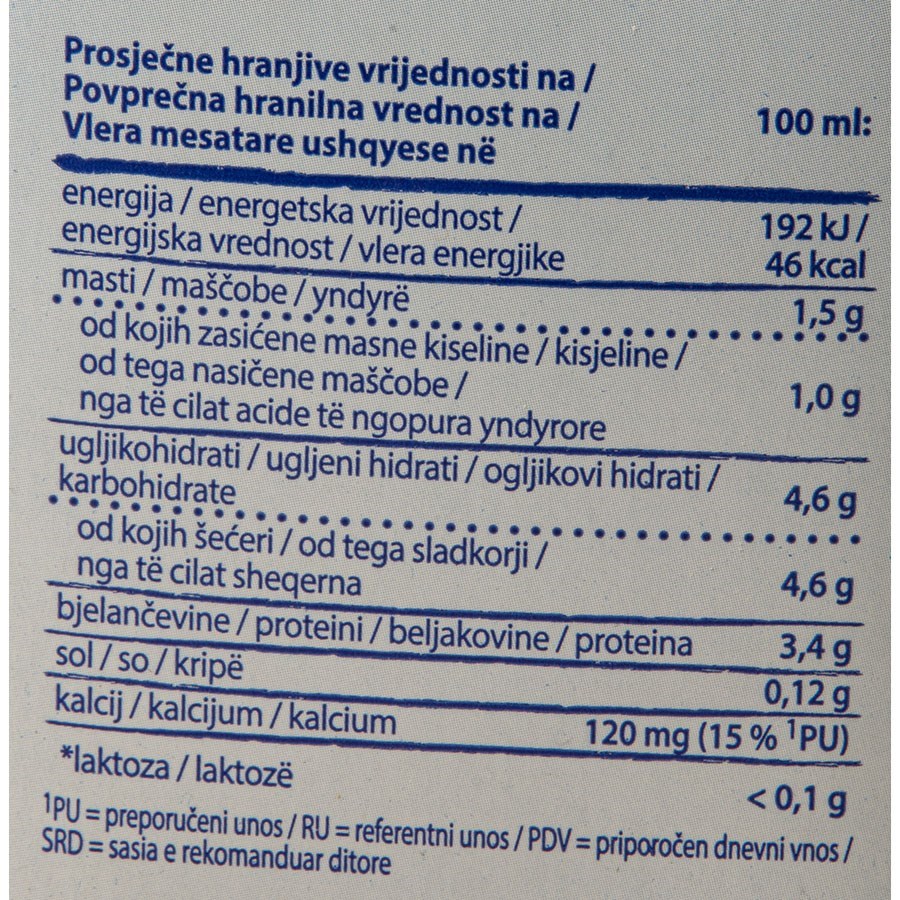 Prosječne hranjive vrijednosti na /
Povprečna hranilna vrednost na / 100 ml:
Vlera mesatare ushqyese në
energija / energetska vrijednost / 192 kJ /
energijska vrednost / vlera energjike 46 kcal
masti / maščobe / yndyrë 1,5 g
od kojih zasićene masne kiseline / kisjeline /
od tega nasičene maščobe / 1,0 g
nga të cilat acide të ngopura yndyrore
ugljikohidrati / ugljeni hidrati / ogljikovi hidrati / 4,6 g
karbohidrate
od kojih šećeri / od tega sladkorji / 4,6 g
nga të cilat sheqerna
bjelančevine / proteini / beljakovine / proteina 3,4 g
sol / so / kripë 0,12 g
kalcij / kalcijum / kalcium 120 mg (15 % ¹PU)
*laktoza / laktozë < 0,1 g
¹PU = preporučeni unos / RU = referentni unos / PDV = priporočen dnevni vnos /
SRD = sasia e rekomanduar ditore